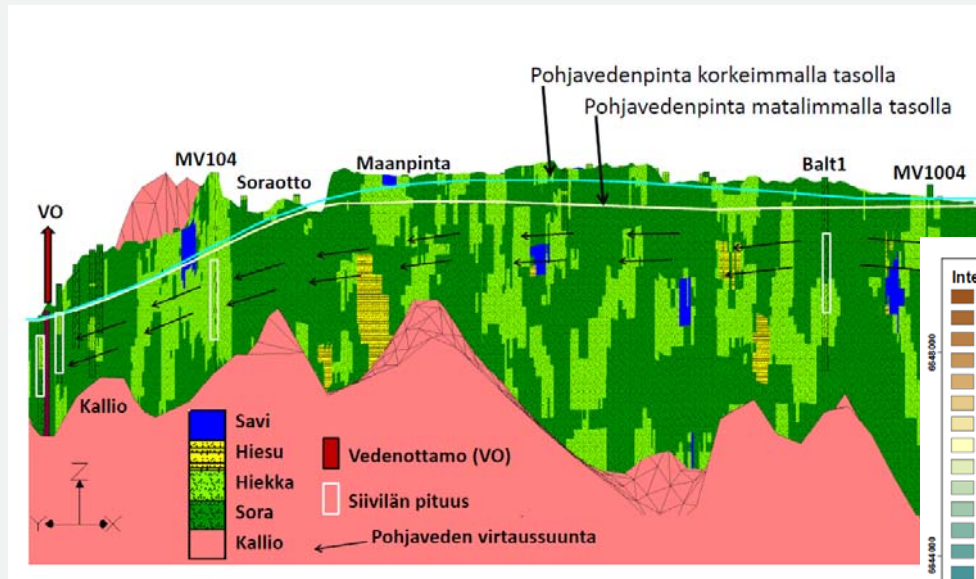 Pohjavedenpinta korkeimmalla tasolla
Pohjavedenpinta matalimmalla tasolla
MV104
Soraotto
Maanpinta
Balt1
MV1004
VO
Kallio
Savi
Hiesu
Hiekka
Sora
Kallio
Vedenottamo (VO)
Siivilän pituus
Pohjaveden virtaussuunta
Z
Y
X
Inte
6648000
6644000